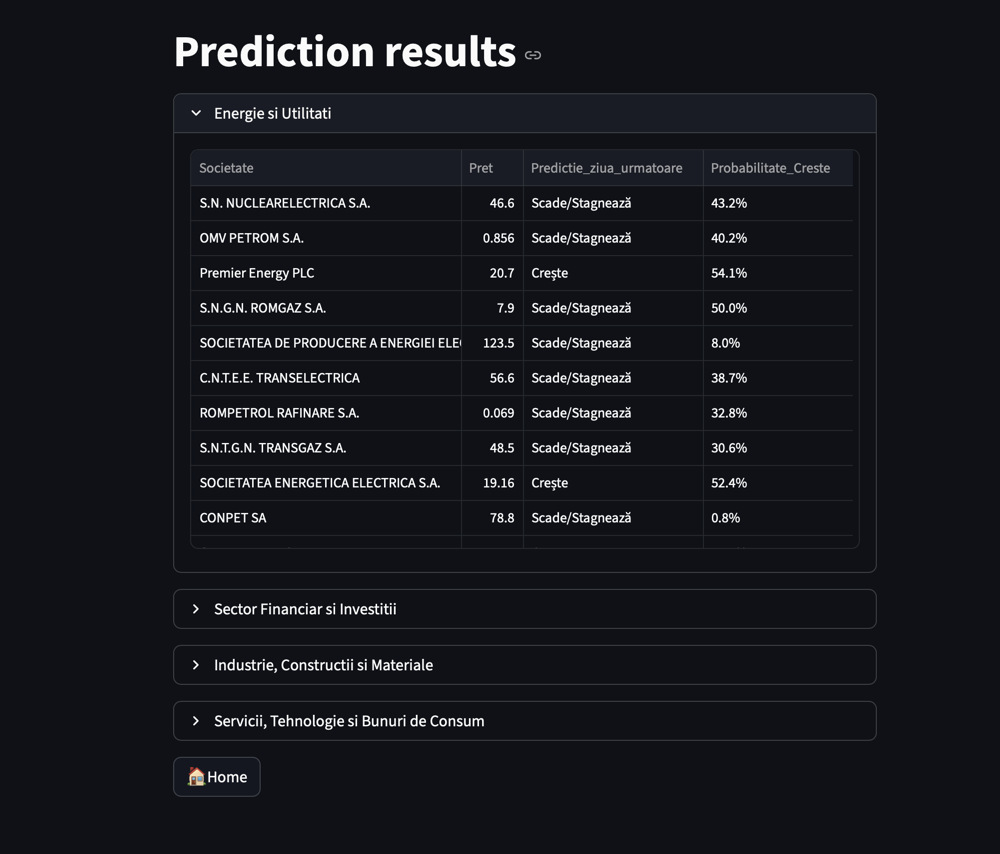 Prediction results
Energie si Utilitati
Societate Pret Predictie_ziua_urmatoare Probabilitate_Creste
S.N. NUCLEARELECTRICA S.A. 46.6 Scade/Stagnează 43.2%
OMV PETROM S.A. 0.856 Scade/Stagnează 40.2%
Premier Energy PLC 20.7 Crește 54.1%
S.N.G.N. ROMGAZ S.A. 7.9 Scade/Stagnează 50.0%
SOCIETATEA DE PRODUCERE A ENERGIEI ELE 123.5 Scade/Stagnează 8.0%
C.N.T.E.E. TRANSELECTRICA 56.6 Scade/Stagnează 38.7%
ROMPETROL RAFINARE S.A. 0.069 Scade/Stagnează 32.8%
S.N.T.G.N. TRANSGAZ S.A. 48.5 Scade/Stagnează 30.6%
SOCIETATEA ENERGETICA ELECTRICA S.A. 19.16 Crește 52.4%
CONPET SA 78.8 Scade/Stagnează 0.8%
Sector Financiar si Investitii
Industrie, Constructii si Materiale
Servicii, Tehnologie si Bunuri de Consum
Home